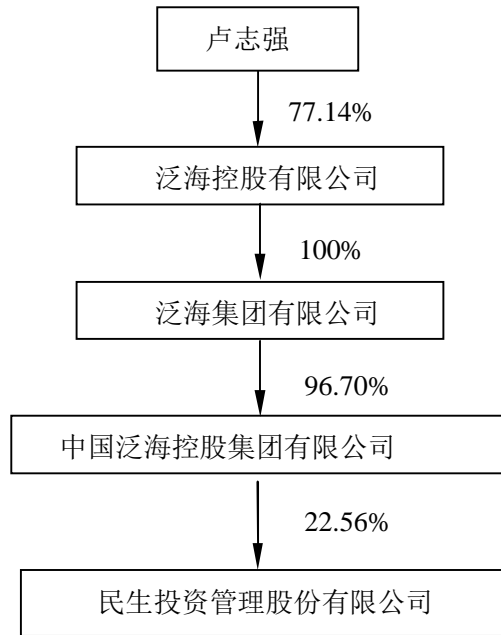 卢志强
77.14%
泛海控股有限公司
100%
泛海集团有限公司
96.70%
中国泛海控股集团有限公司
22.56%
民生投资管理股份有限公司